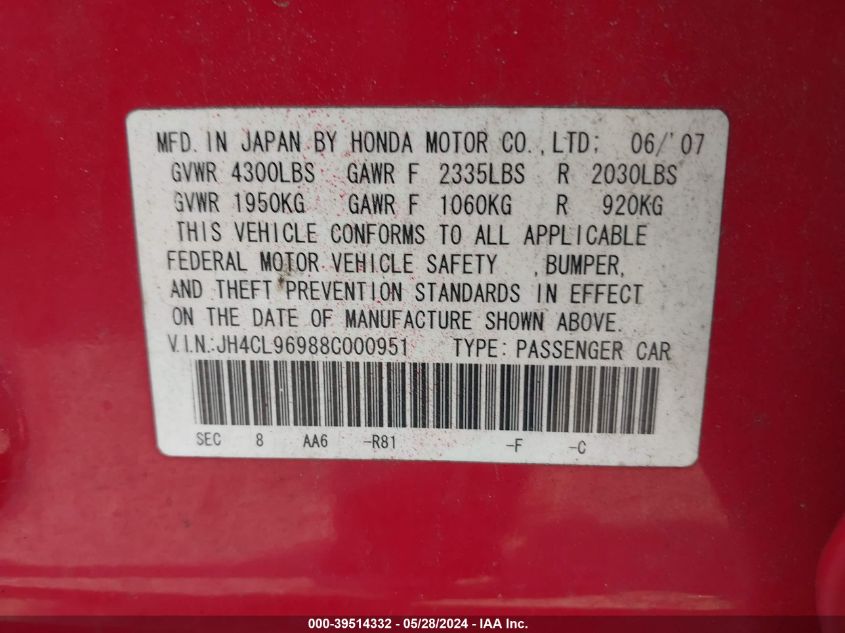 MFD. IN JAPAN BY HONDA MOTOR CO., LTD; 06/'07
GVWR 4300LBS GAWR F 2335LBS R 2030LBS
GVWR 1950KG GAWR F 1060KG R 920KG
THIS VEHICLE CONFORMS TO ALL APPLICABLE
FEDERAL MOTOR VEHICLE SAFETY , BUMPER,
AND THEFT PREVENTION STANDARDS IN EFFECT
ON THE DATE OF MANUFACTURE SHOWN ABOVE.
V.I.N.:JH4CL96988C000951 TYPE: PASSENGER CAR
SEC 8 AA6 -R81 -F -C
000-39514332 - 05/28/2024 - IAA Inc.